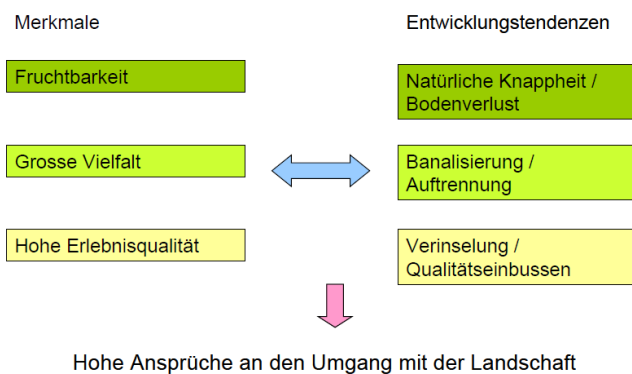 Merkmale
Entwicklungstendenzen
Fruchtbarkeit
Natürliche Knappheit /
Bodenverlust
Grosse Vielfalt
Banalisierung /
Auftrennung
Hohe Erlebnisqualität
Verinselung /
Qualitätseinbussen
Hohe Ansprüche an den Umgang mit der Landschaft